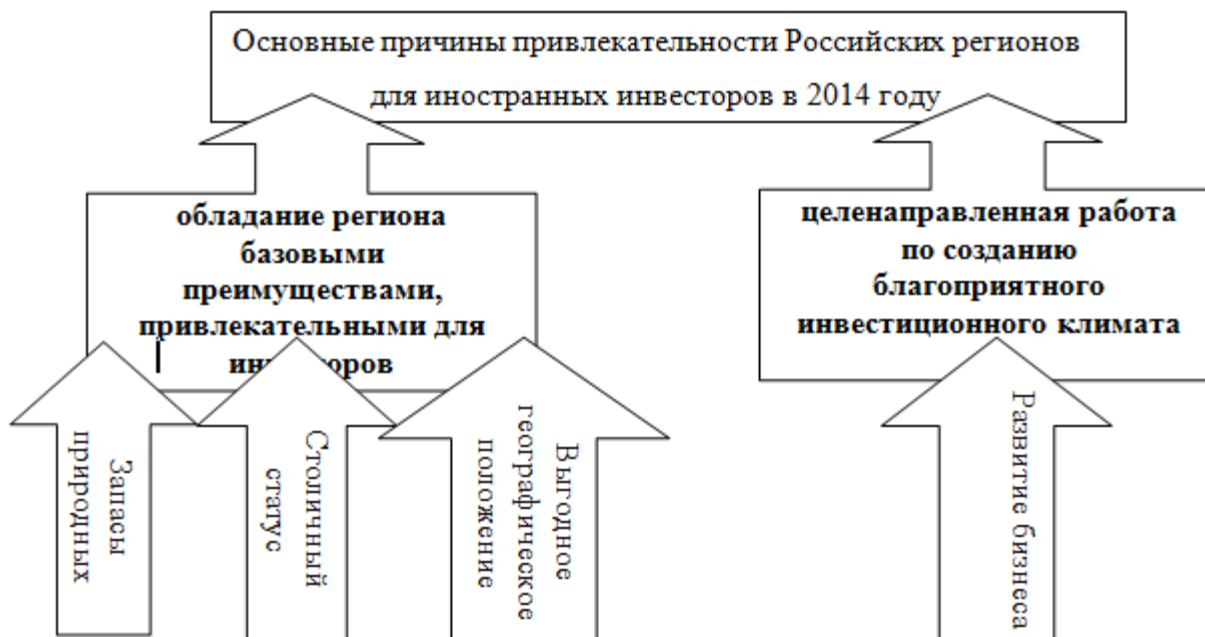 Основные причины привлекательности Российских регионов
для иностранных инвесторов в 2014 году
обладание региона
базовыми
преимуществами,
привлекательными для
целенаправленная работа
по созданию
благоприятного
инвестиционного климата
Запасы
природных
Столичный
статус
Выгодное
географическое
положение
Развитие бизнеса